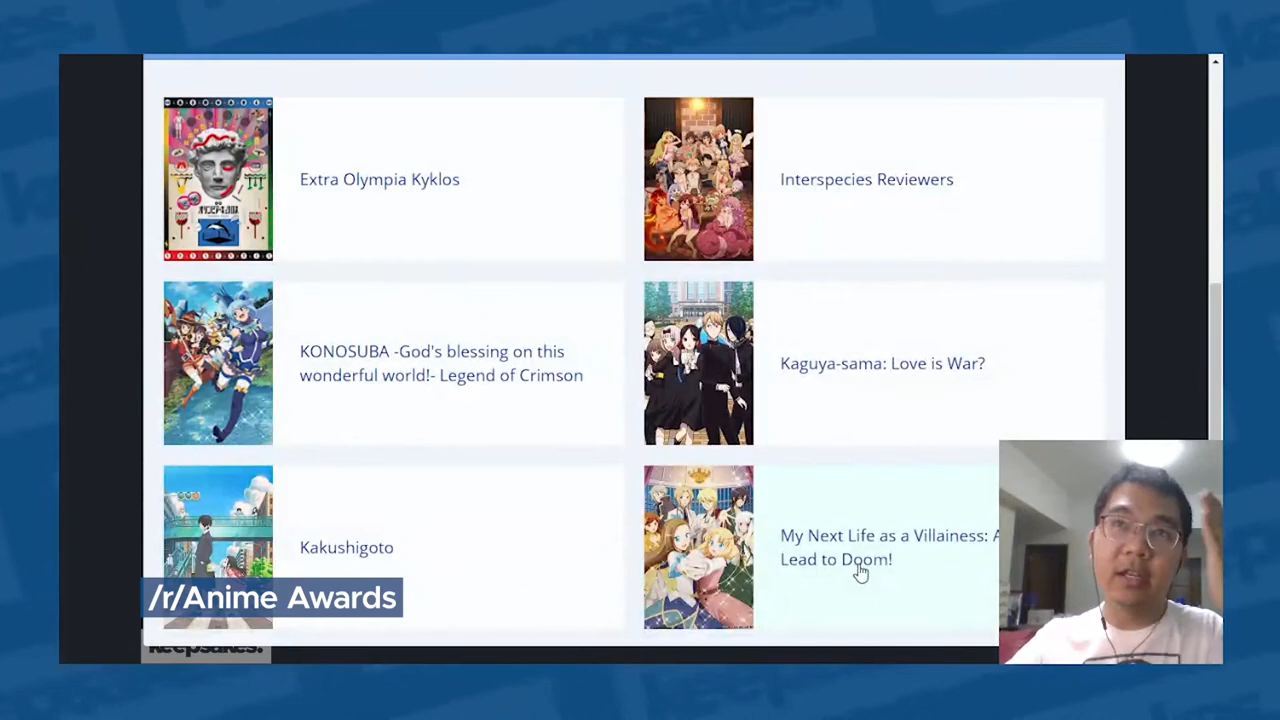 Extra Olympia Kyklos
Interspecies Reviewers
KONOSUBA -God's blessing on this
wonderful world!- Legend of Crimson
Kaguya-sama: Love is War?
Kakushigoto
My Next Life as a Villainess: A
Lead to Doom!
/r/Anime Awards
keepsakes.